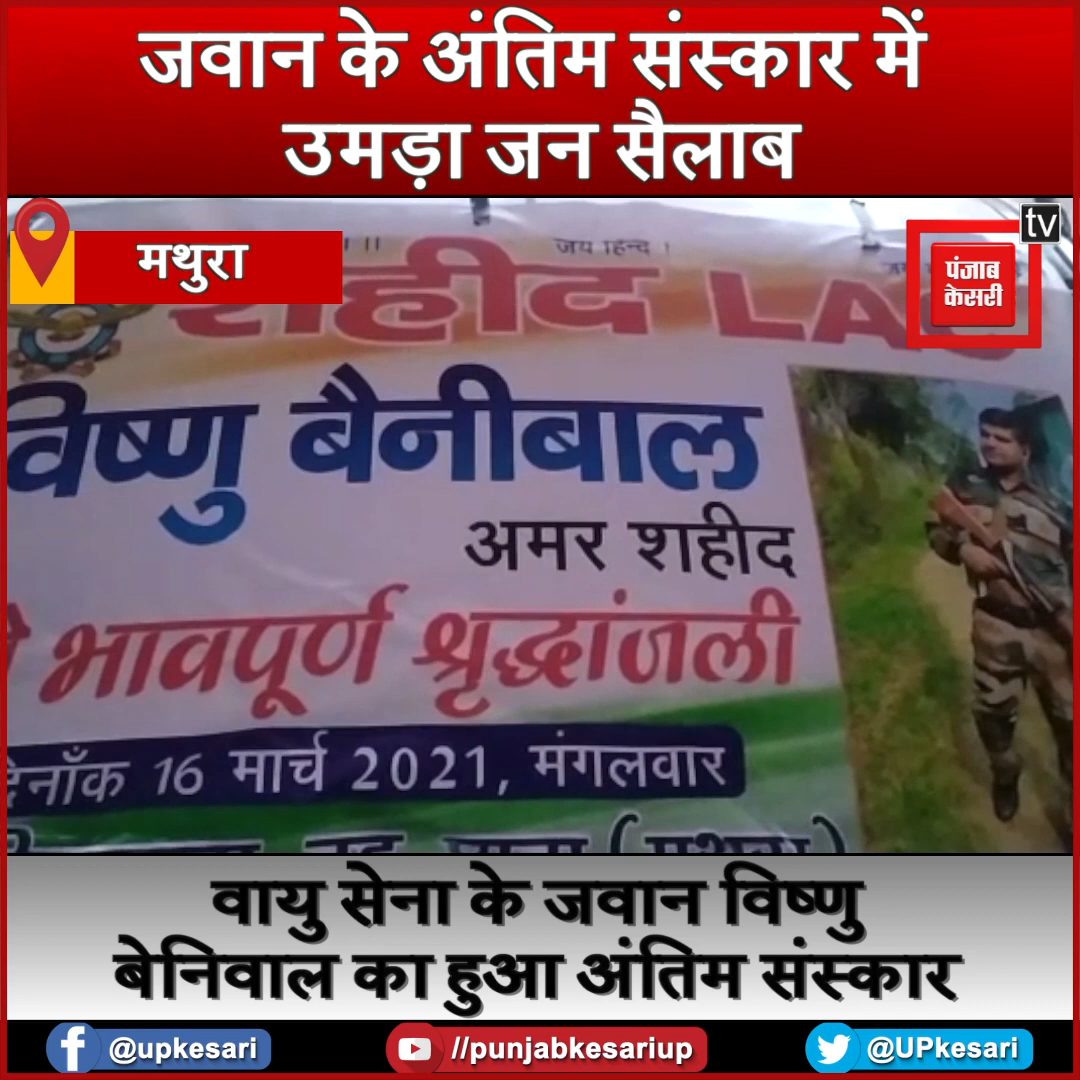 जवान के अंतिम संस्कार में
उमड़ा जन सैलाब
tv
मथुरा
पंजाब
केसरी
जय हिन्द ।
शहीद LAC
विष्णु बैनीबाल
अमर शहीद
भावपूर्ण श्रृद्धांजली
दिनाँक 16 मार्च 2021, मंगलवार
वायु सेना के जवान विष्णु
बेनिवाल का हुआ अंतिम संस्कार
@upkesari
//punjabkesariup
@UPkesari